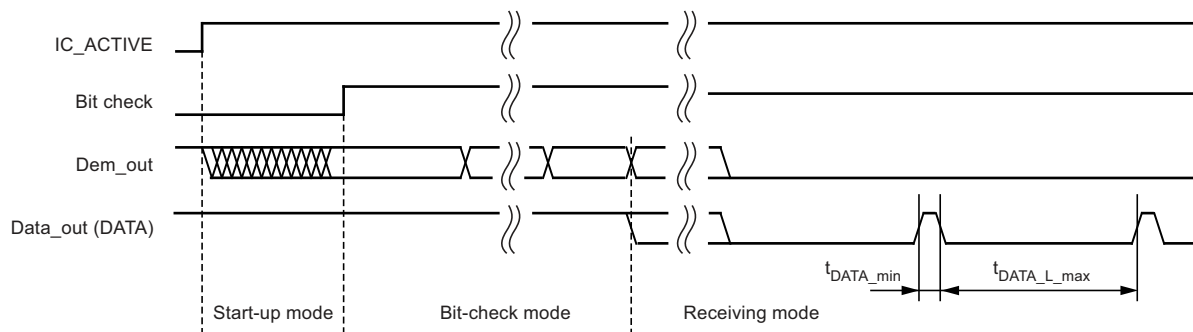 IC_ACTIVE
Bit check
Dem_out
Data_out (DATA)
tDATA_min
tDATA_L_max
Start-up mode
Bit-check mode
Receiving mode